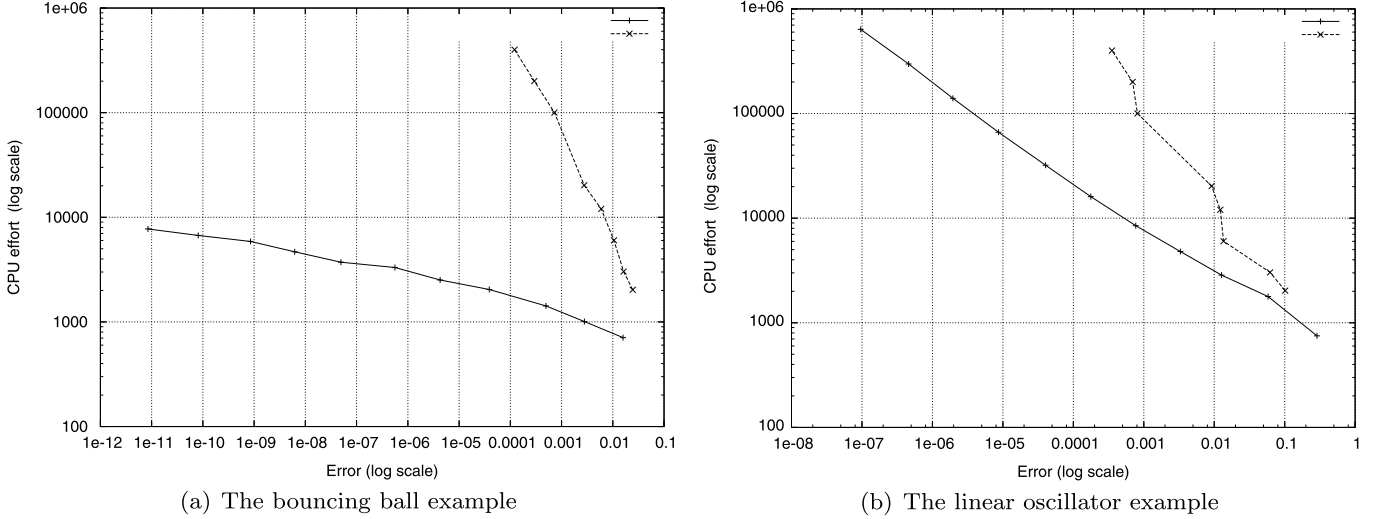 1e+06
100000
10000
1000
100
CPU effort (log scale)
1e-12 1e-11 1e-10 1e-09 1e-08 1e-07 1e-06 1e-05 0.0001 0.001 0.01 0.1
Error (log scale)
(a) The bouncing ball example
1e+06
100000
10000
1000
100
CPU effort (log scale)
1e-08 1e-07 1e-06 1e-05 0.0001 0.001 0.01 0.1 1
Error (log scale)
(b) The linear oscillator example